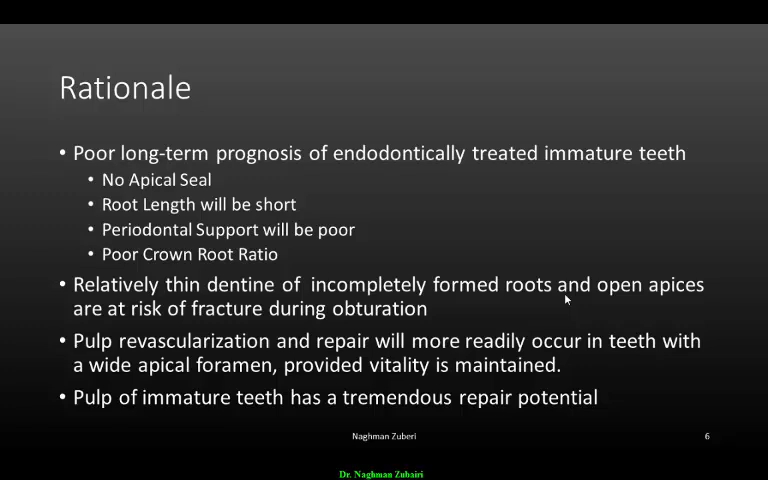 Rationale
• Poor long-term prognosis of endodontically treated immature teeth
• No Apical Seal
• Root Length will be short
• Periodontal Support will be poor
• Poor Crown Root Ratio
• Relatively thin dentine of incompletely formed roots and open apices
are at risk of fracture during obturation
• Pulp revascularization and repair will more readily occur in teeth with
a wide apical foramen, provided vitality is maintained.
• Pulp of immature teeth has a tremendous repair potential
Naghman Zuberi 6
Dr. Naghman Zubairi